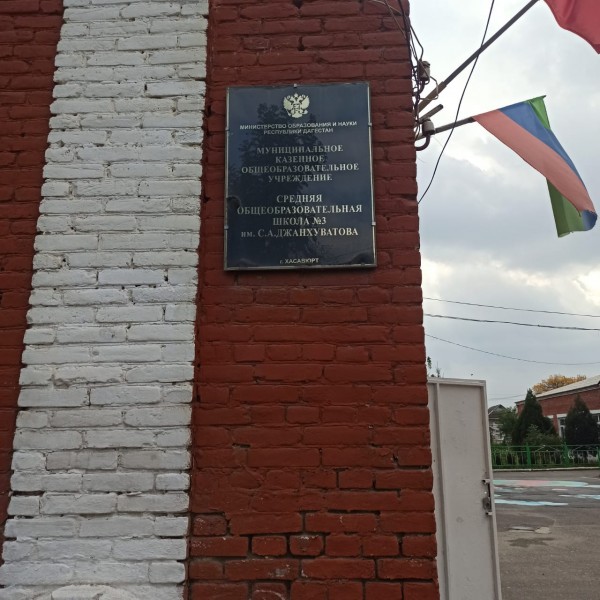 МИНИСТЕРСТВО ОБРАЗОВАНИЯ И НАУКИ
РЕСПУБЛИКИ ДАГЕСТАН
МУНИЦИПАЛЬНОЕ
КАЗЕННОЕ
ОБЩЕОБРАЗОВАТЕЛЬНОЕ
УЧРЕЖДЕНИЕ
СРЕДНЯЯ
ОБЩЕОБРАЗОВАТЕЛЬНАЯ
ШКОЛА №3
им. С.А.ДЖАНХУВАТОВА
г. ХАСАВЮРТ